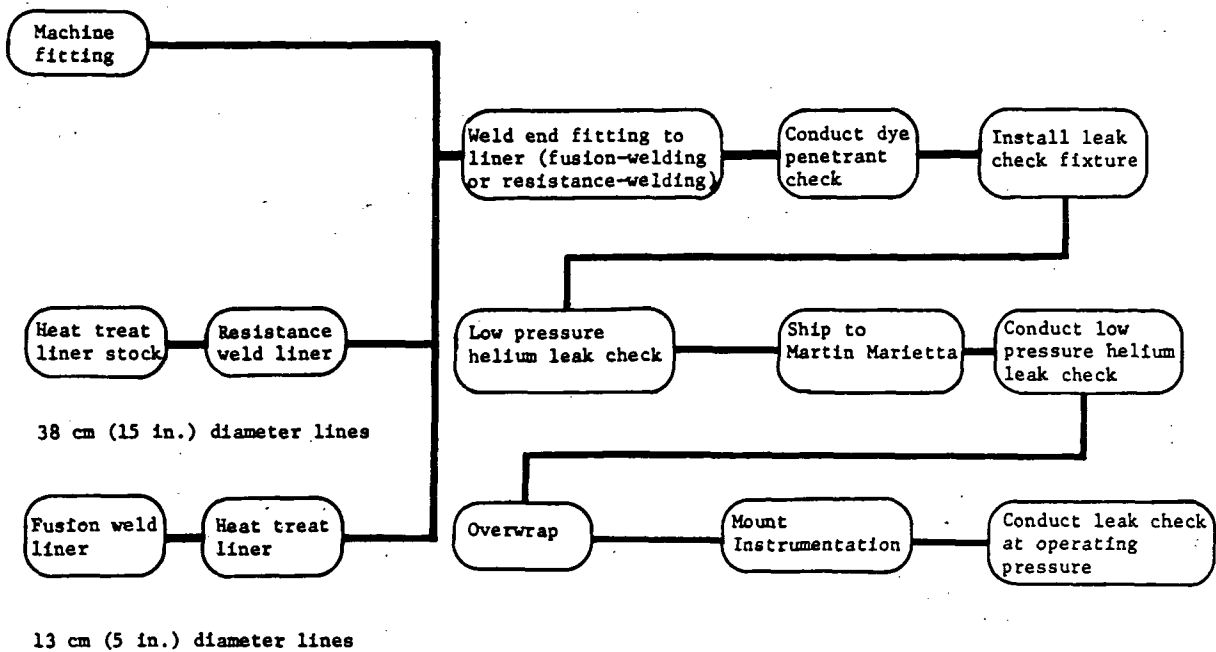 Machine
fitting
Weld end fitting to
liner (fusion-welding
or resistance-welding)
Conduct dye
penetrant
check
Install leak
check fixture
Heat treat
liner stock
Resistance
weld liner
Low pressure
helium leak check
Ship to
Martin Marietta
Conduct low
pressure helium
leak check
38 cm (15 in.) diameter lines
Fusion weld
liner
Heat treat
liner
Overwrap
Mount
Instrumentation
Conduct leak check
at operating
pressure
13 cm (5 in.) diameter lines